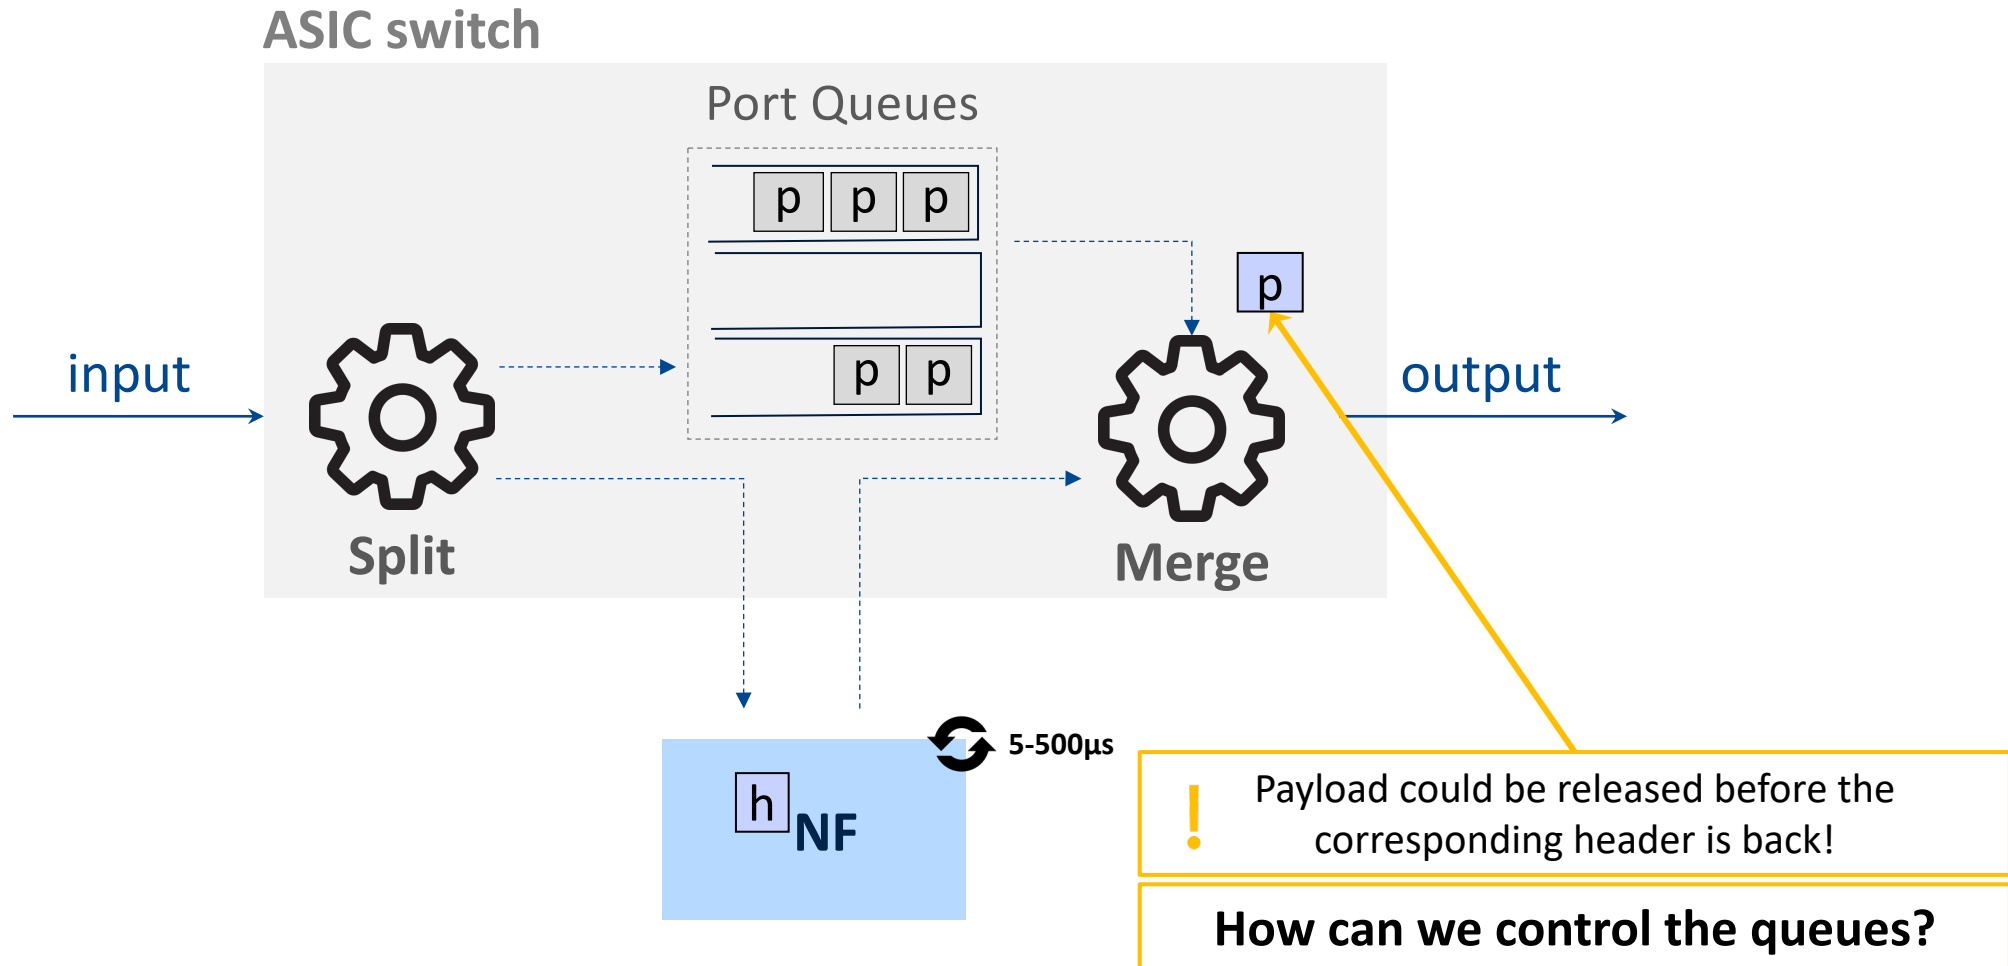 ASIC switch
Port Queues
p p p
p
p p
input
output
Split
Merge
5-500µs
h
NF
! Payload could be released before the
corresponding header is back!
How can we control the queues?